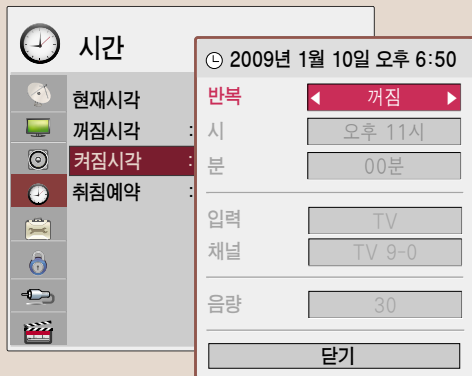 시간
현재시각
꺼짐시각 :
켜짐시각 :
취침예약 :
2009년 1월 10일 오후 6:50
반복 ◀ 꺼짐 ▶
시 오후 11시
분 00분
입력 TV
채널 TV 9-0
음량 30
닫기